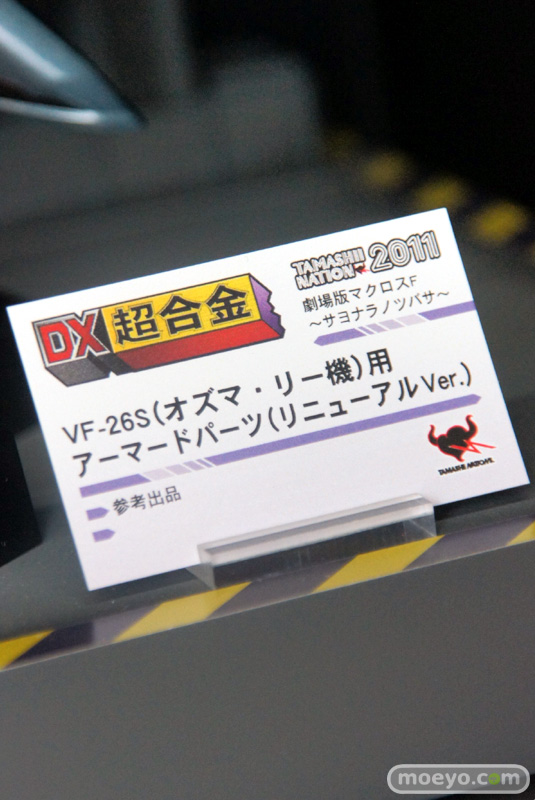 TAMASHII
NATION 2011
DX超合金
劇場版マクロスF
～サヨナラノツバサ～
VF-26S(オズマ・リー機)用
アーマードパーツ(リニューアルVer.)
参考出品
TAMASHII NATIONS
moeyo.com